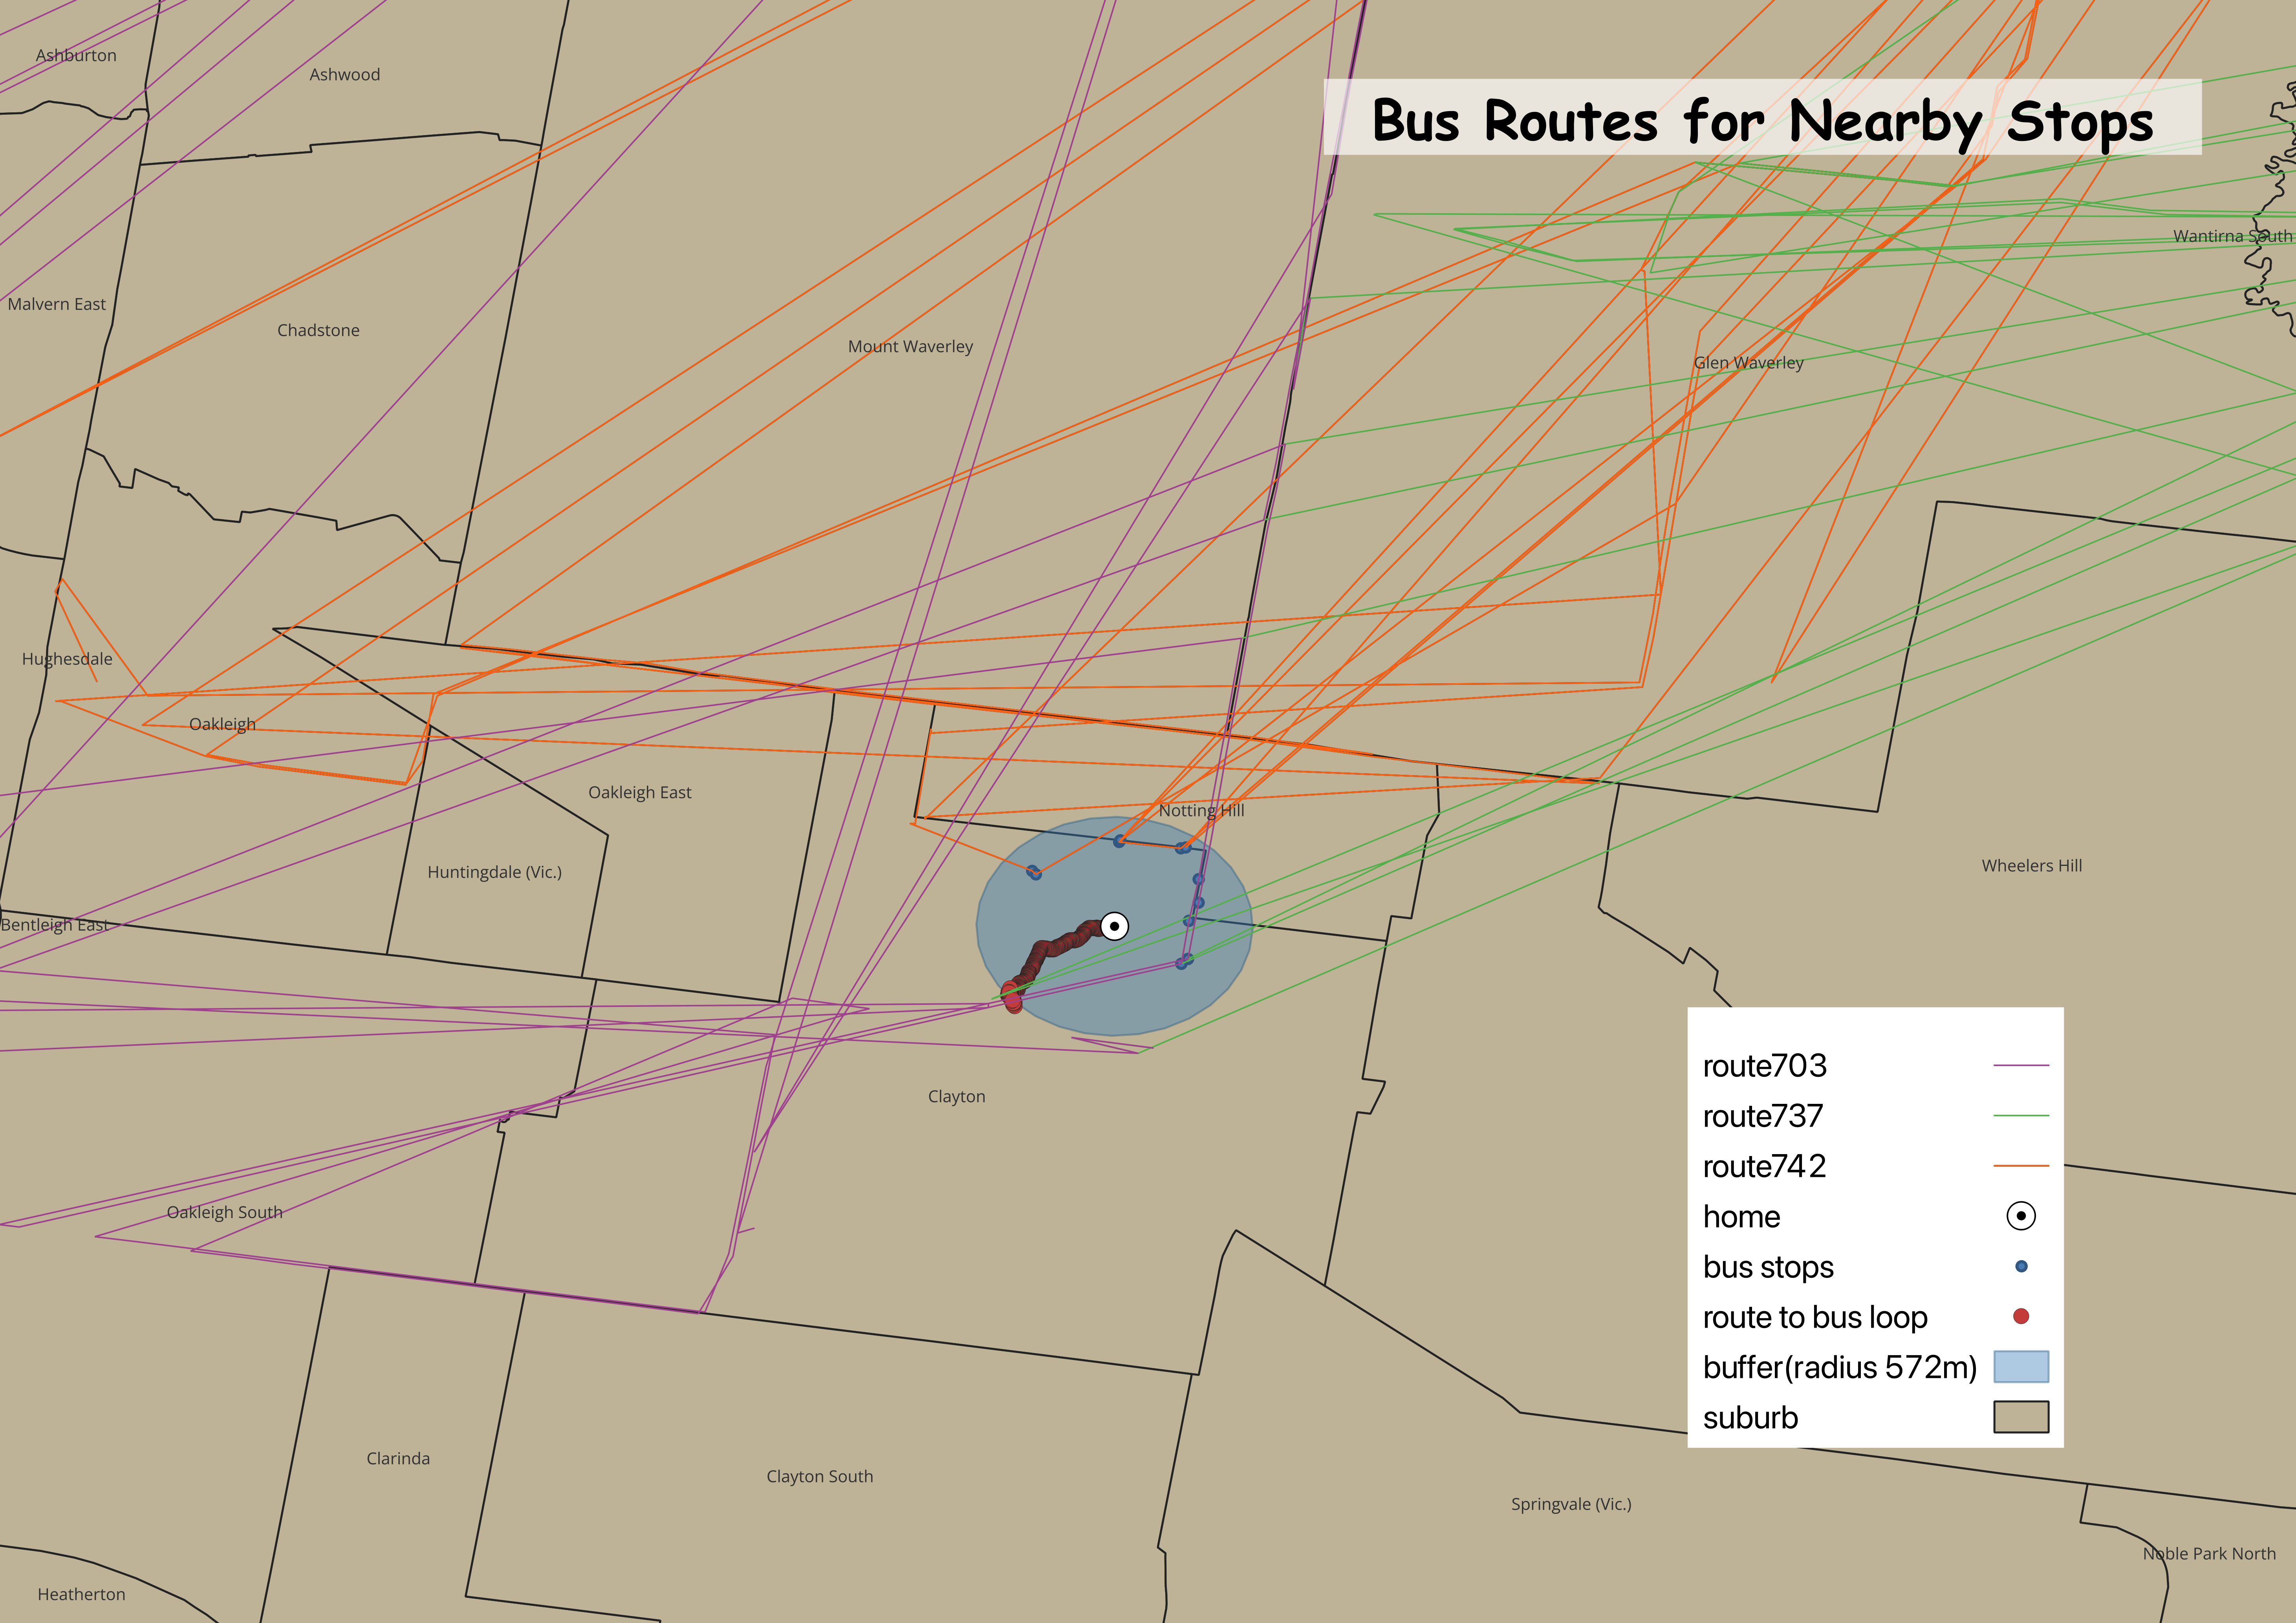 Ashburton
Ashwood
Bus Routes for Nearby Stops
Wantirna South
Malvern East
Chadstone
Mount Waverley
Glen Waverley
Hughesdale
Oakleigh
Oakleigh East
Notting Hill
Huntingdale (Vic.)
Wheelers Hill
Bentleigh East
Clayton
Oakleigh South
route703
route737
route742
home
bus stops
route to bus loop
buffer(radius 572m)
suburb
Clarinda
Clayton South
Springvale (Vic.)
Noble Park North
Heatherton